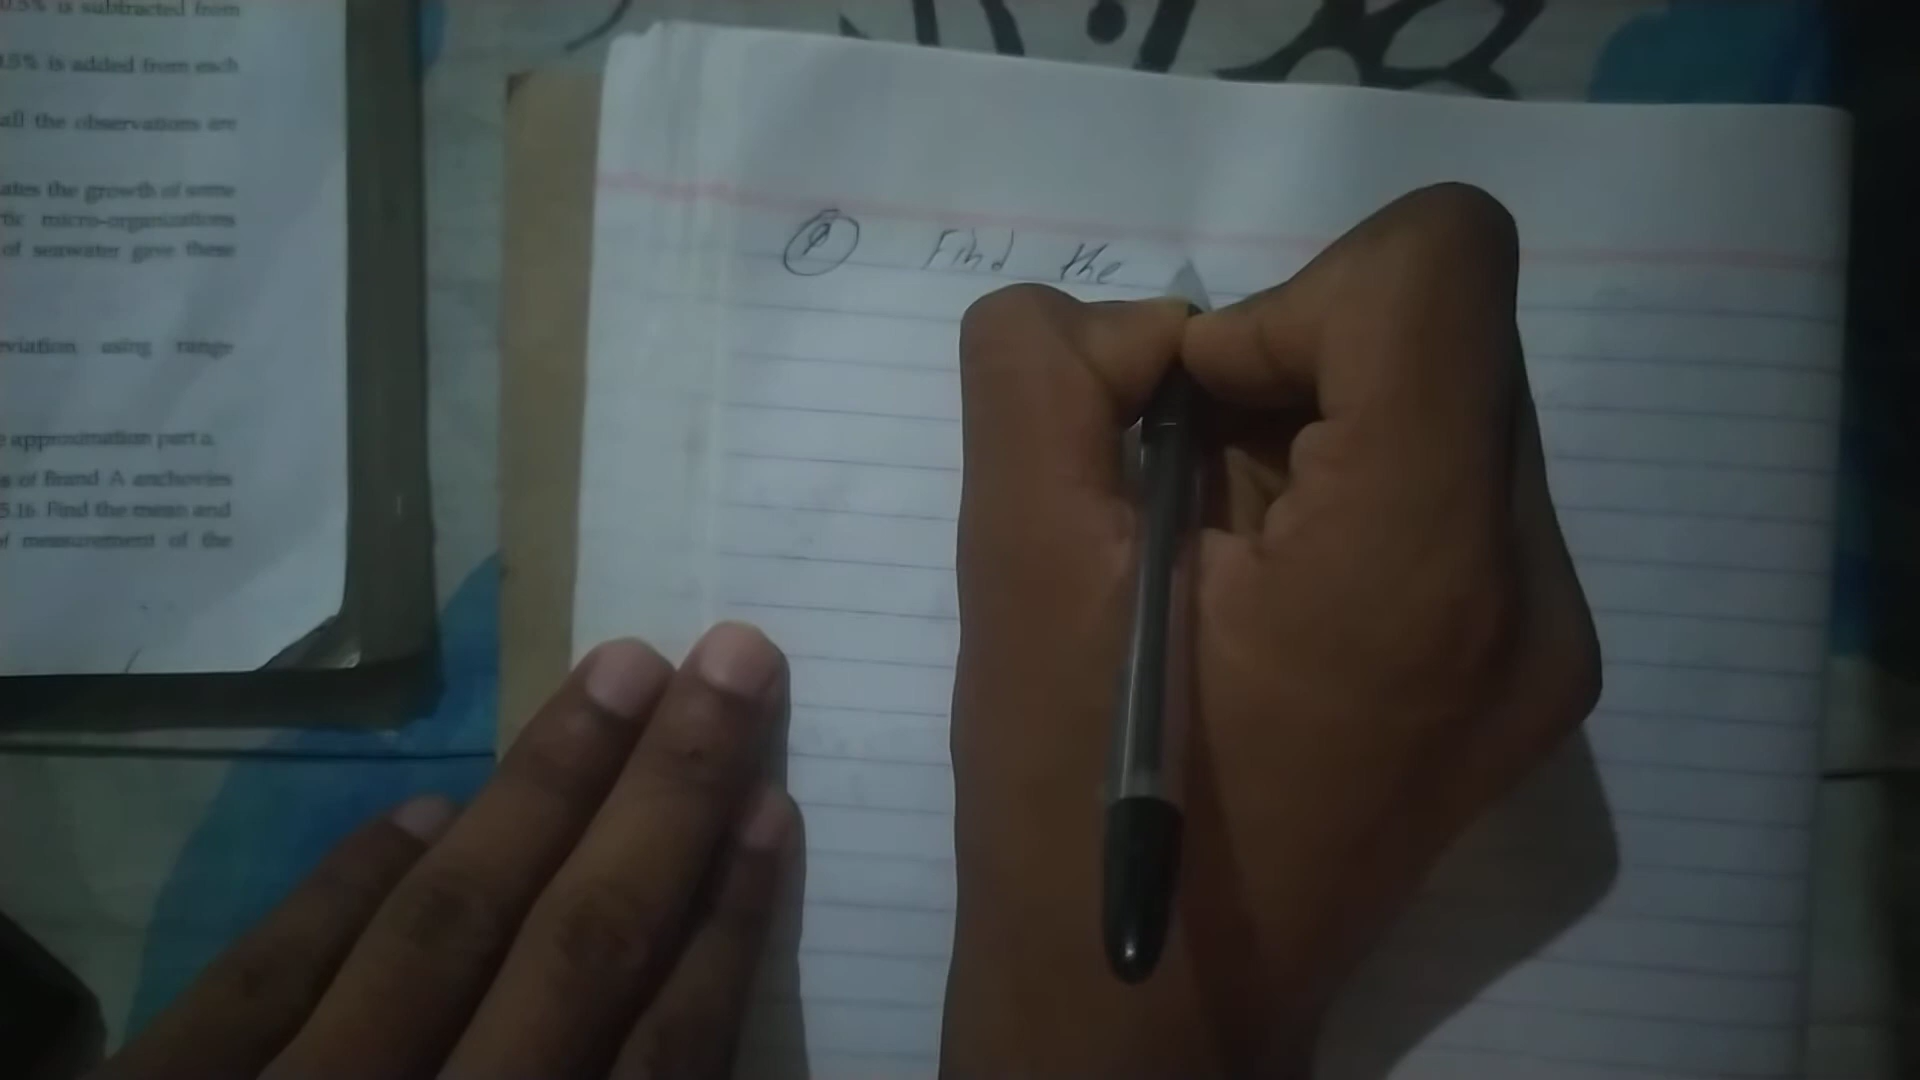 0.5% is subtracted from
0.5% is added from each
all the observations are
ates the growth of some
tic micro-organizations
of seawater gave these
eviation using range
approximation part a.
s of Brand A anchovies
5.16. Find the mean and
of measurement of the
Find the